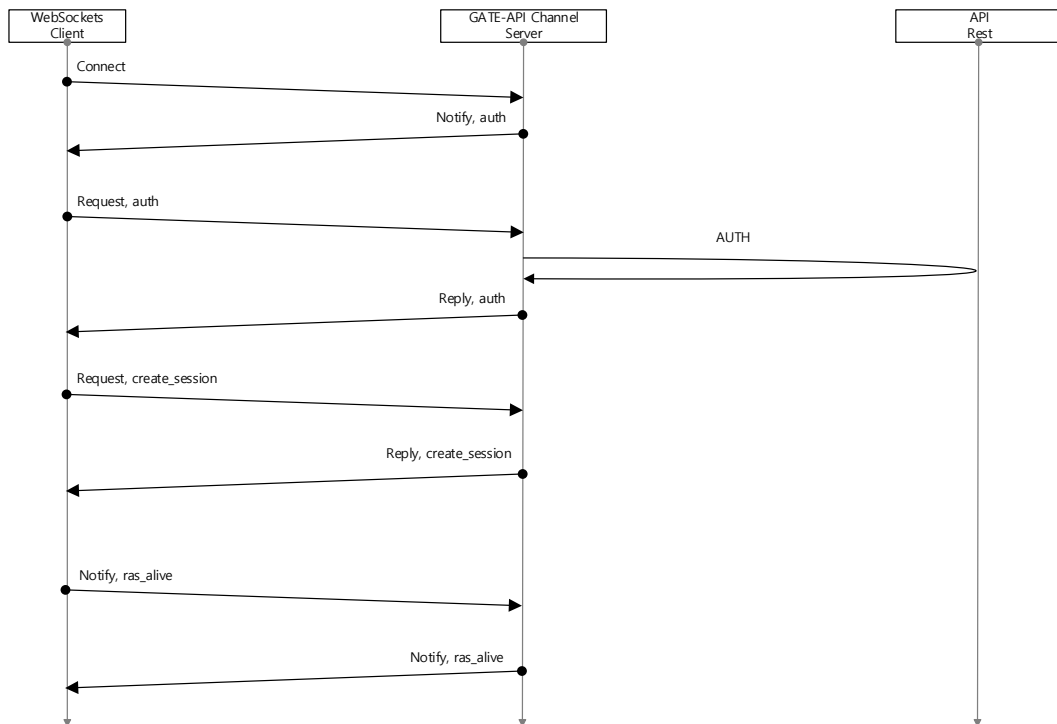 WebSockets
Client
GATE-API Channel
Server
API
Rest
Connect
Notify, auth
Request, auth
AUTH
Reply, auth
Request, create_session
Reply, create_session
Notify, ras_alive
Notify, ras_alive